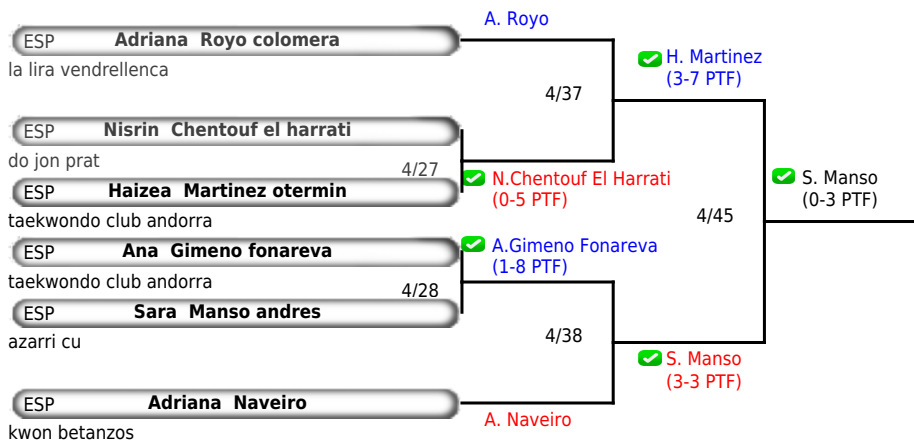 A. Royo
ESP Adriana Royo colomera
la lira vendrellenca
H. Martinez
(3-7 PTF)
4/37
ESP Nisrin Chentouf el harrati
do jon prat
4/27
N.Chentouf El Harrati
(0-5 PTF)
ESP Haizea Martinez otermin
taekwondo club andorra
S. Manso
(0-3 PTF)
4/45
ESP Ana Gimeno fonareva
taekwondo club andorra
A.Gimeno Fonareva
(1-8 PTF)
4/28
ESP Sara Manso andres
azarri cu
4/38
S. Manso
(3-3 PTF)
ESP Adriana Naveiro
kwon betanzos
A. Naveiro